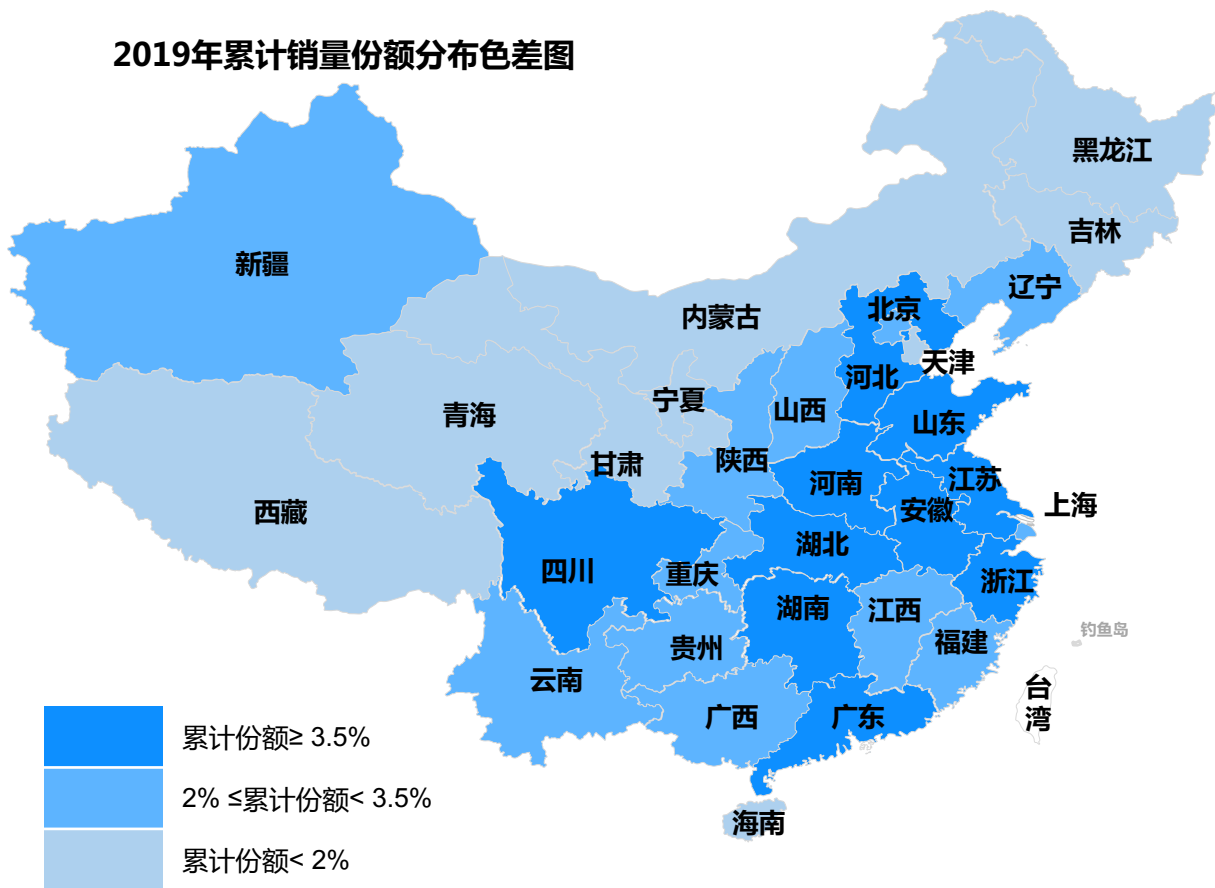 2019年累计销量份额分布色差图
黑龙江
吉林
新疆
辽宁
北京
内蒙古
天津
河北
宁夏
山西
青海
山东
甘肃
陕西
河南
江苏
上海
西藏
安徽
湖北
四川
重庆
浙江
湖南
江西
钓鱼岛
福建
贵州
云南
台
湾
广西
广东
海南
累计份额≥ 3.5%
2% ≤累计份额< 3.5%
累计份额< 2%